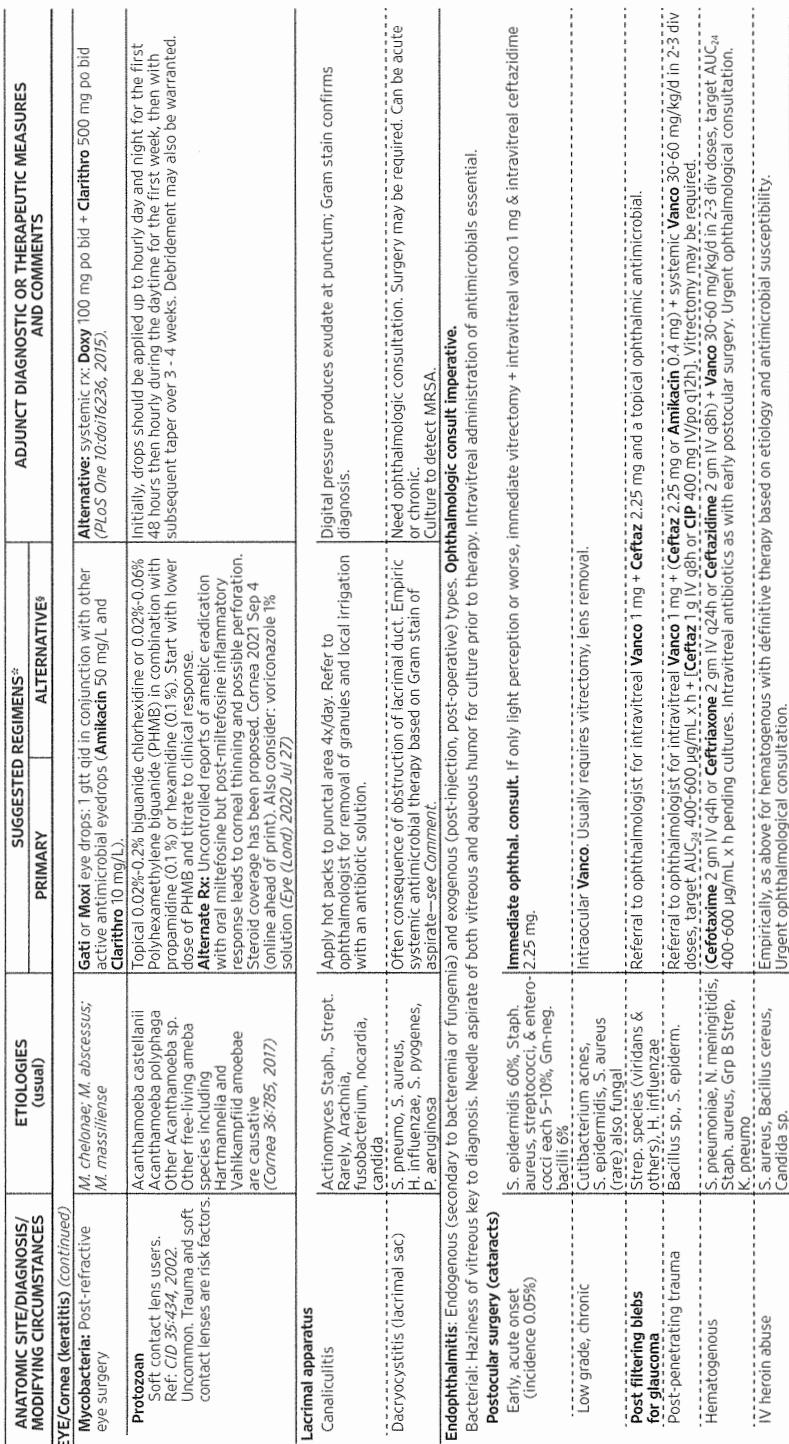 ANATOMIC SITE/DIAGNOSIS/
MODIFYING CIRCUMSTANCES
ETIOLOGIES
(usual)
SUGGESTED REGIMENS*
PRIMARY
ALTERNATIVE§
ADJUNCT DIAGNOSTIC OR THERAPEUTIC MEASURES
AND COMMENTS
EYE/Cornea (keratitis) (continued)
Mycobacteria: Post-refractive
eye surgery
M. chelonae; M. abscessus;
M. massiliense
Gati or Moxi eye drops: 1 gtt qid in conjunction with other
active antimicrobial eyedrops (Amikacin 50 mg/L and
Clarithro 10 mg/L).
Alternative: systemic rx: Doxy 100 mg po bid + Clarithro 500 mg po bid
(PLoS One 10:doi16236, 2015).
Protozoan
Soft contact lens users.
Ref: CID 35:434, 2002.
Uncommon. Trauma and soft
contact lenses are risk factors.
Acanthamoeba castellanii
Acanthamoeba polyphaga
Other Acanthamoeba sp.
Other free-living ameba
species including
Hartmannella and
Vahlkampfiid amoebae
are causative
(Cornea 36:785, 2017)
Topical 0.02%-0.2% biguanide chlorhexidine or 0.02%-0.06%
Polyhexamethylene biguanide (PHMB) in combination with
propamidine (0.1 %) or hexamidine (0.1 %). Start with lower
dose of PHMB and titrate to clinical response.
Alternate Rx: Uncontrolled reports of amebic eradication
with oral miltefosine but post-miltefosine inflammatory
response leads to corneal thinning and possible perforation.
Steroid coverage has been proposed. Cornea 2021 Sep 4
(online ahead of print). Also consider: voriconazole 1%
solution (Eye (Lond) 2020 Jul 27)
Initially, drops should be applied up to hourly day and night for the first
48 hours then hourly during the daytime for the first week, then with
subsequent taper over 3 - 4 weeks. Debridement may also be warranted.
Lacrimal apparatus
Canaliculitis
Actinomyces Staph., Strept.
Rarely, Arachnia,
fusobacterium, nocardia,
candida
Apply hot packs to punctal area 4x/day. Refer to
ophthalmologist for removal of granules and local irrigation
with an antibiotic solution.
Digital pressure produces exudate at punctum; Gram stain confirms
diagnosis.
Dacryocystitis (lacrimal sac)
S. pneumo, S. aureus,
H. influenzae, S. pyogenes,
P. aeruginosa
Often consequence of obstruction of lacrimal duct. Empiric
systemic antimicrobial therapy based on Gram stain of
aspirate—see Comment.
Need ophthalmologic consultation. Surgery may be required. Can be acute
or chronic.
Culture to detect MRSA.
Endophthalmitis: Endogenous (secondary to bacteremia or fungemia) and exogenous (post-injection, post-operative) types. Ophthalmologic consult imperative.
Bacterial: Haziness of vitreous key to diagnosis. Needle aspirate of both vitreous and aqueous humor for culture prior to therapy. Intravitreal administration of antimicrobials essential.
Postocular surgery (cataracts)
Early, acute onset
(incidence 0.05%)
S. epidermidis 60%, Staph.
aureus, streptococci, & entero-
cocci each 5-10%, Gm-neg.
bacilli 6%
Immediate ophthal. consult. If only light perception or worse, immediate vitrectomy + intravitreal vanco 1 mg & intravitreal ceftazidime
2.25 mg.
Low grade, chronic
Cutibacterium acnes,
S. epidermidis, S. aureus
(rare) also fungal
Intraocular Vanco. Usually requires vitrectomy, lens removal.
Post filtering blebs
for glaucoma
Strep. species (viridans &
others), H. influenzae
Referral to ophthalmologist for intravitreal Vanco 1 mg + Ceftaz 2.25 mg and a topical ophthalmic antimicrobial.
Post-penetrating trauma
Bacillus sp., S. epiderm.
Referral to ophthalmologist for intravitreal Vanco 1 mg + (Ceftaz 2.25 mg or Amikacin 0.4 mg) + systemic Vanco 30-60 mg/kg/d in 2-3 div
doses, target AUC24 400-600 µg/mL x h + [Ceftaz 1 g IV q8h or CIP 400 mg IV/po q12h]. Vitrectomy may be required.
Hematogenous
S. pneumoniae, N. meningitidis,
Staph. aureus, Grp B Strep,
K. pneumo
(Cefotaxime 2 gm IV q4h or Ceftriaxone 2 gm IV q24h or Ceftazidime 2 gm IV q8h) + Vanco 30-60 mg/kg/d in 2-3 div doses, target AUC24
400-600 µg/mL x h pending cultures. Intravitreal antibiotics as with early postocular surgery. Urgent ophthalmological consultation.
IV heroin abuse
S. aureus, Bacillus cereus,
Candida sp.
Empirically, as above for hematogenous with definitive therapy based on etiology and antimicrobial susceptibility.
Urgent ophthalmological consultation.